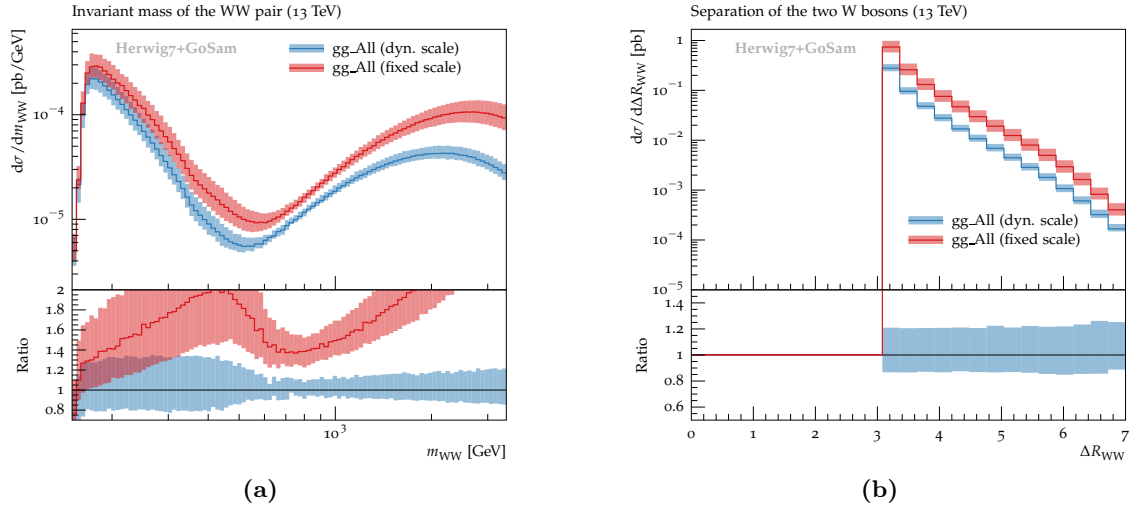 Invariant mass of the WW pair (13 TeV)
Herwig7+GoSam
gg_All (dyn. scale)
gg_All (fixed scale)
dσ/dm_WW [pb/GeV]
10^−4
10^−5
2
1.8
1.6
1.4
1.2
1
0.8
Ratio
10^3
m_WW [GeV]
(a)
Separation of the two W bosons (13 TeV)
Herwig7+GoSam
dσ/dΔR_WW [pb]
1
10^−1
10^−2
10^−3
10^−4
10^−5
gg_All (dyn. scale)
gg_All (fixed scale)
1.4
1.2
1
0.8
0.6
Ratio
0 1 2 3 4 5 6 7
ΔR_WW
(b)